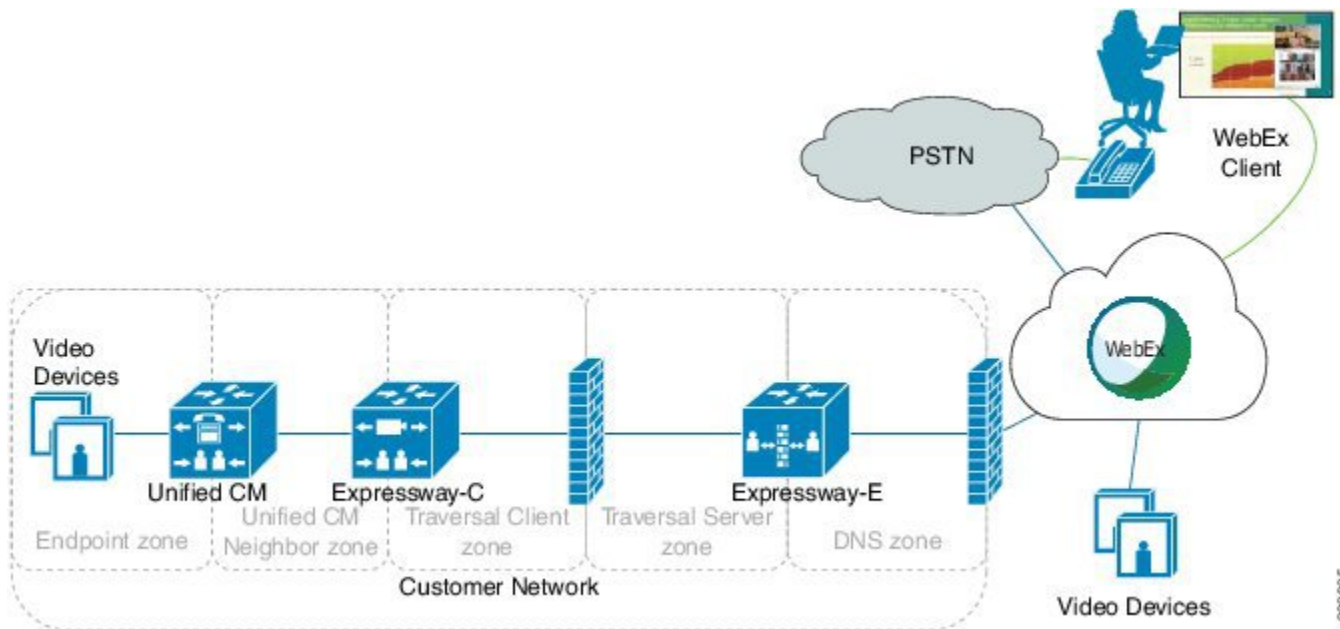 PSTN
WebEx
Client
WebEx
Video
Devices
Unified CM
Expressway-C
Expressway-E
Endpoint zone
Unified CM
Neighbor zone
Traversal Client
zone
Traversal Server
zone
DNS zone
Customer Network
Video Devices